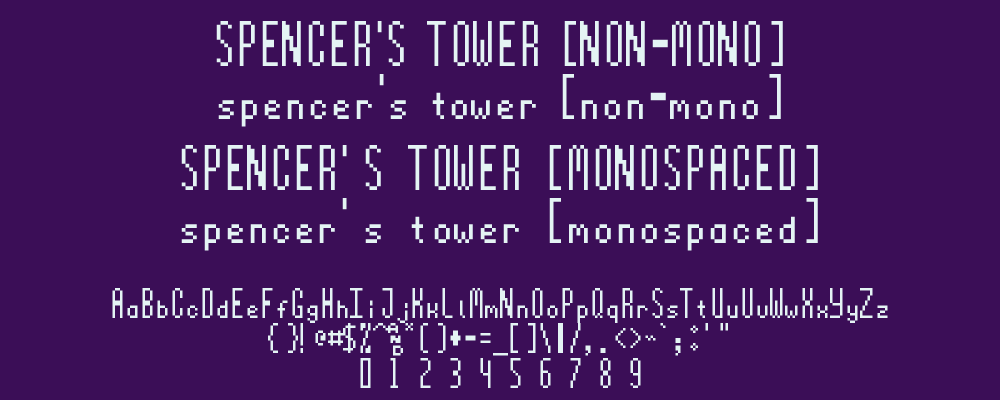 SPENCER'S TOWER [NON-MONO]
spencer's tower [non-mono]
SPENCER'S TOWER [MONOSPACED]
spencer's tower [monospaced]
AaBbCcDdEeFfGgHhIiJjKkLlMmNnOoPpQqRrSsTtUuVvWwXxYyZz
{}!@#$%^&*()+-=_[]\|/,.<>~`;:'"
0 1 2 3 4 5 6 7 8 9